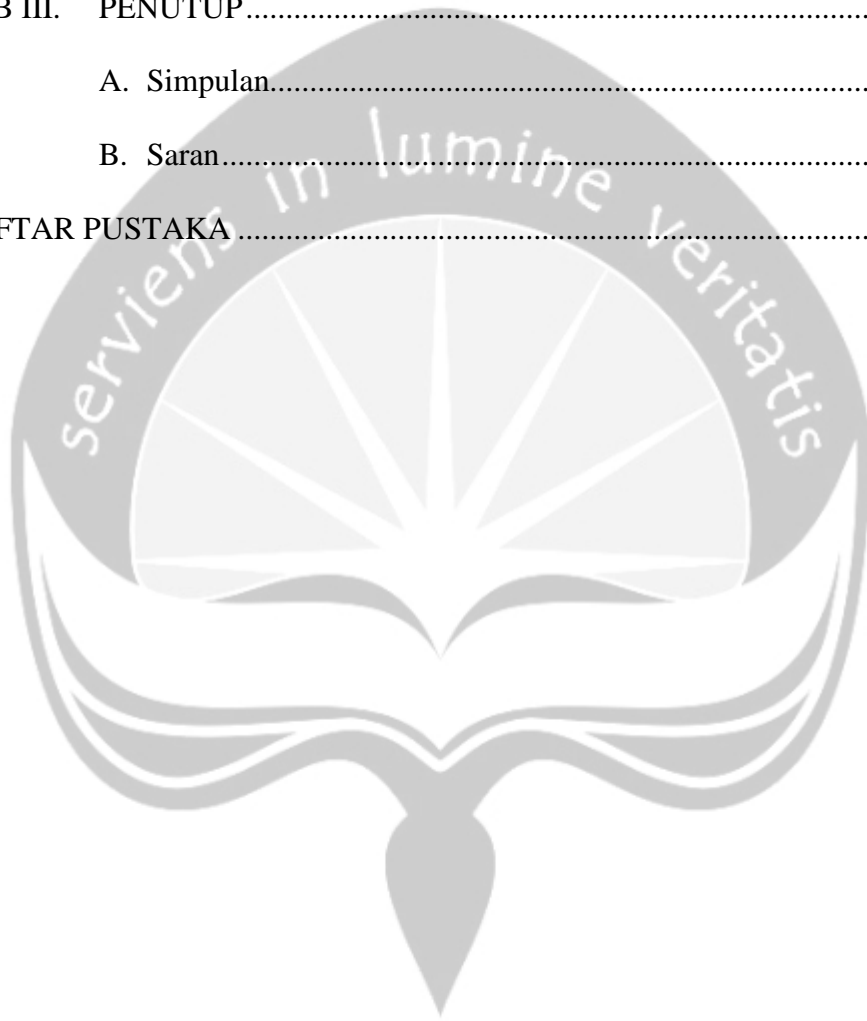 B III. PENUTUP........................................................................
A. Simpulan........................................................................
B. Saran........................................................................
FTAR PUSTAKA ........................................................................
serviens in lumine veritatis